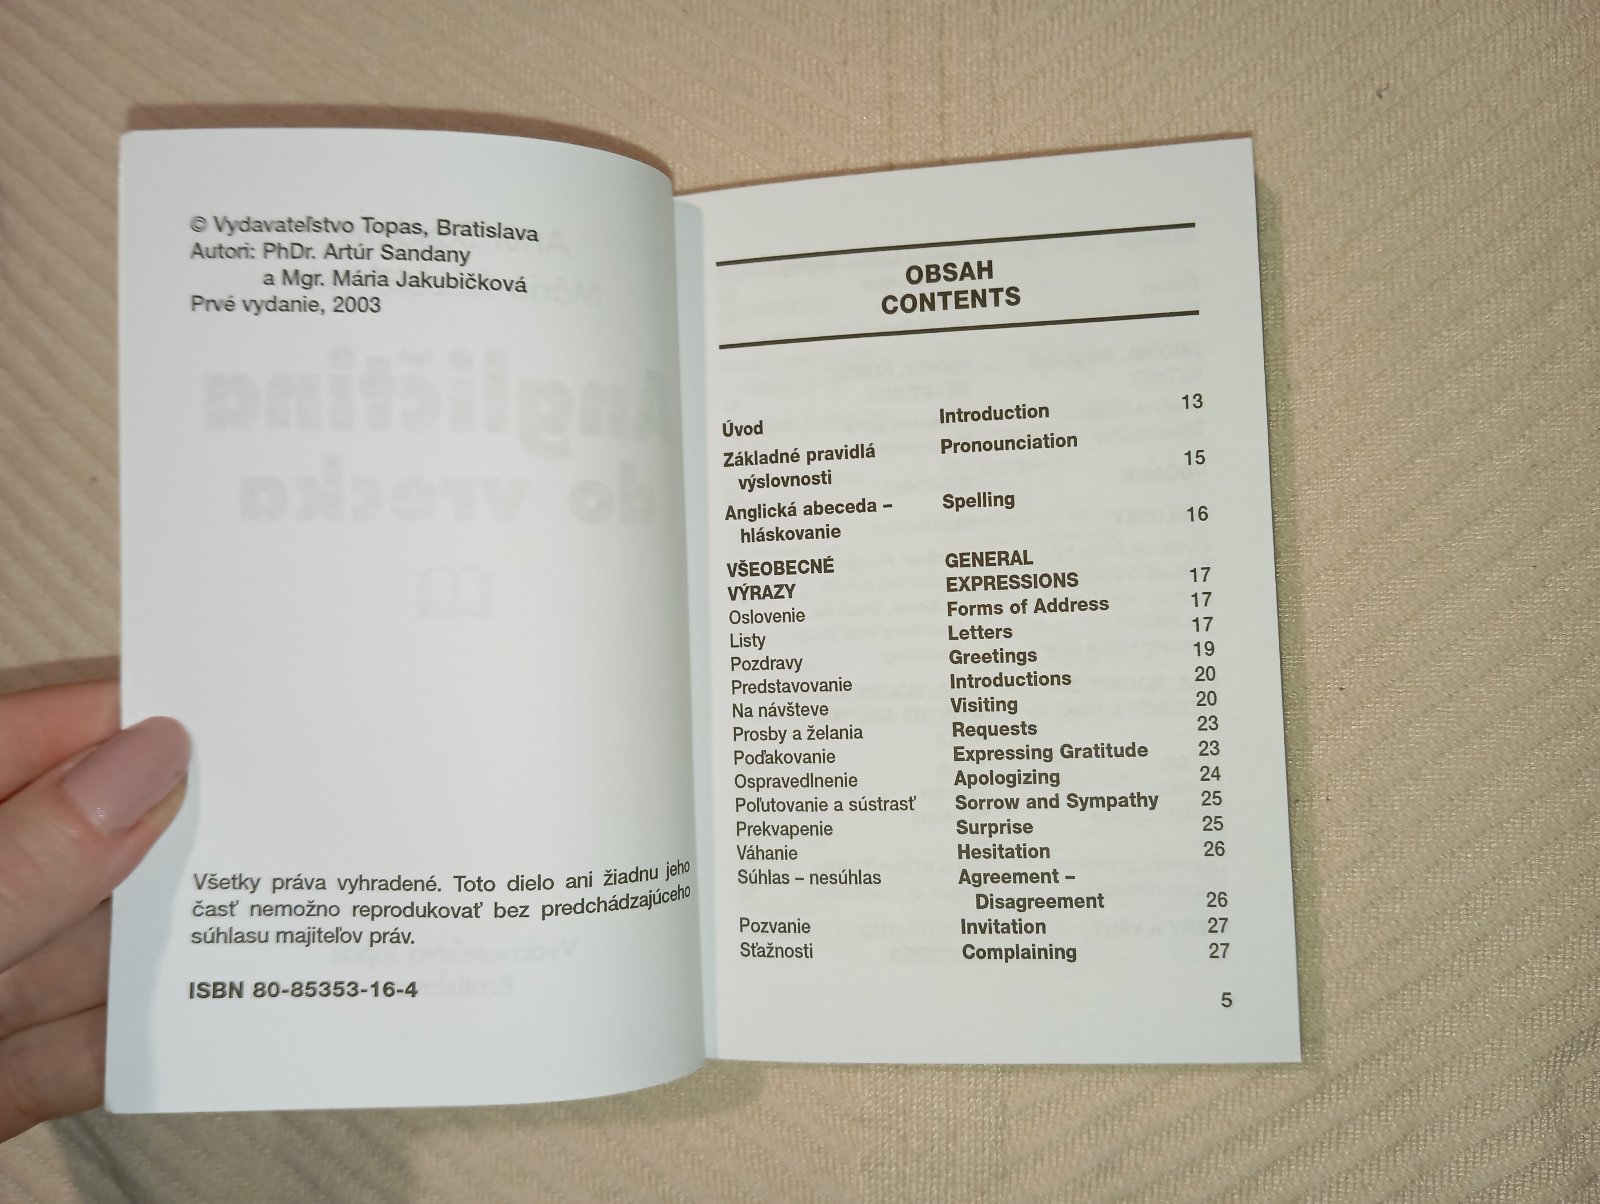 © Vydavateľstvo Topas, Bratislava
Autori: PhDr. Artúr Sandany
a Mgr. Mária Jakubičková
Prvé vydanie, 2003
Všetky práva vyhradené. Toto dielo ani žiadnu jeho
časť nemožno reprodukovať bez predchádzajúceho
súhlasu majiteľov práv.
ISBN 80-85353-16-4
OBSAH
CONTENTS
Úvod Introduction 13
Základné pravidlá Pronounciation
výslovnosti 15
Anglická abeceda – Spelling
hláskovanie 16
VŠEOBECNÉ GENERAL
VÝRAZY EXPRESSIONS 17
Oslovenie Forms of Address 17
Listy Letters 17
Pozdravy Greetings 19
Predstavovanie Introductions 20
Na návšteve Visiting 20
Prosby a želania Requests 23
Poďakovanie Expressing Gratitude 23
Ospravedlnenie Apologizing 24
Poľutovanie a sústrasť Sorrow and Sympathy 25
Prekvapenie Surprise 25
Váhanie Hesitation 26
Súhlas – nesúhlas Agreement –
Disagreement 26
Pozvanie Invitation 27
Sťažnosti Complaining 27
5